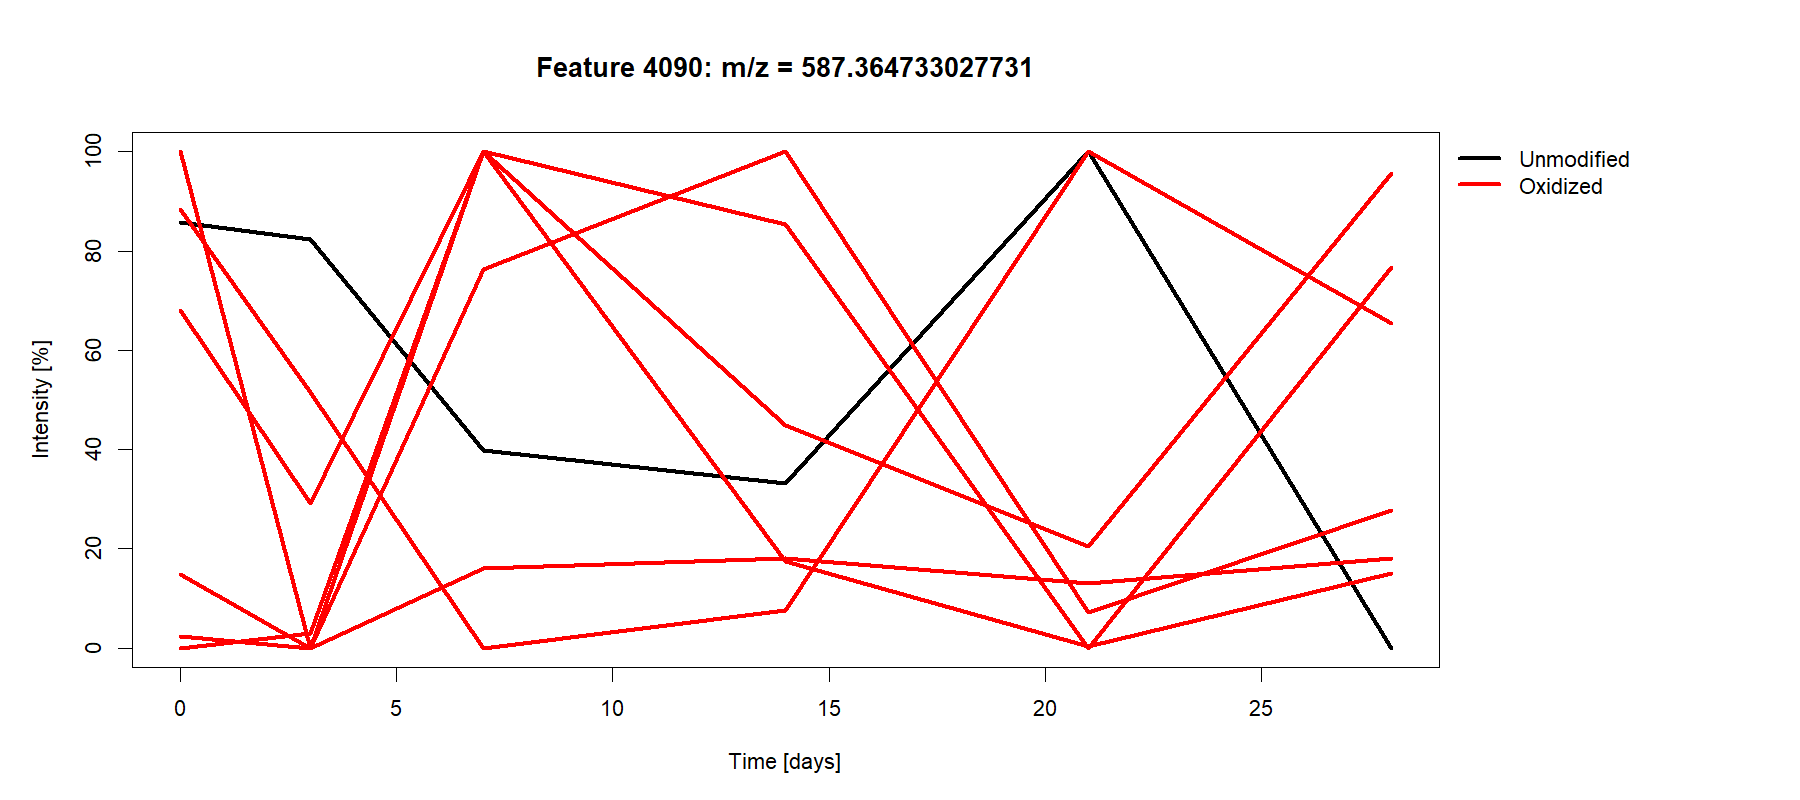 Feature 4090: m/z = 587.364733027731
Unmodified
Oxidized
Intensity [%]
100
80
60
40
20
0
0 5 10 15 20 25
Time [days]